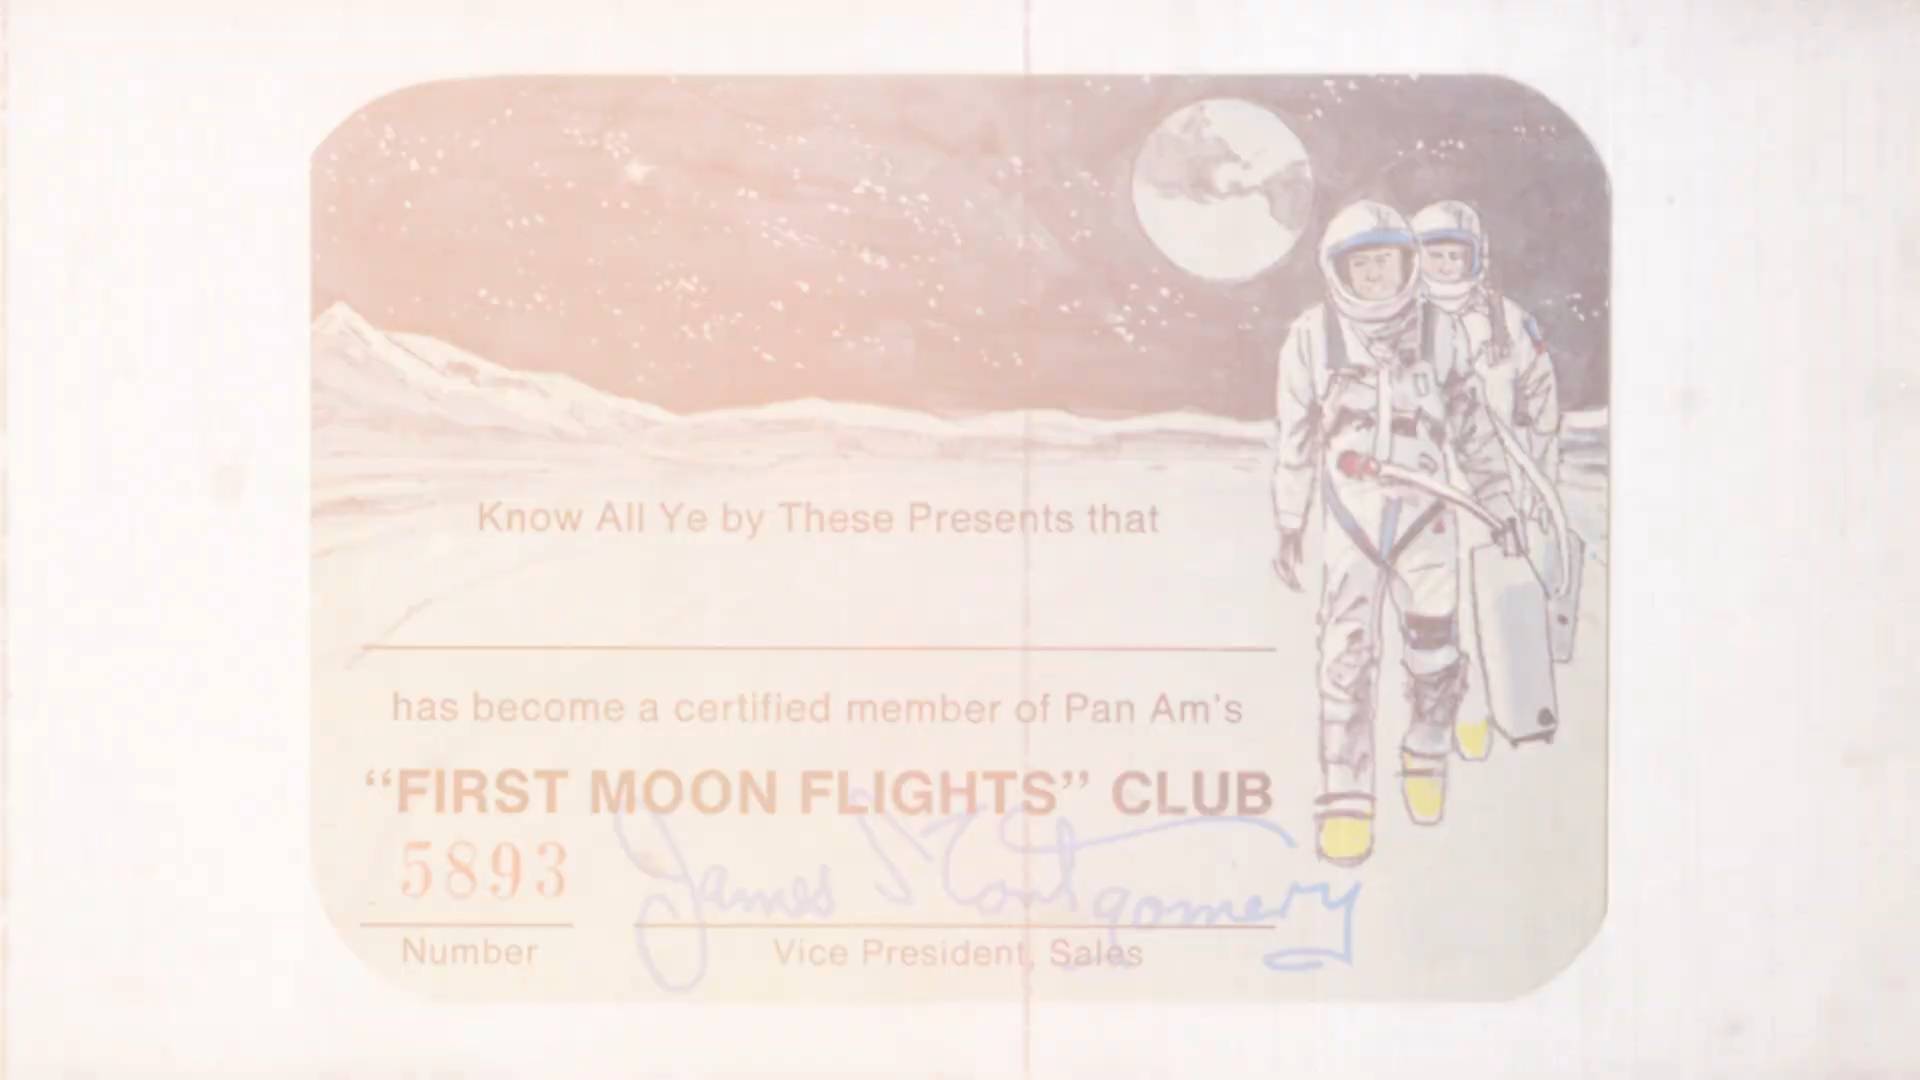 Know All Ye by These Presents that
has become a certified member of Pan Am's
“FIRST MOON FLIGHTS” CLUB
5893
James Montgomery
Number
Vice President, Sales